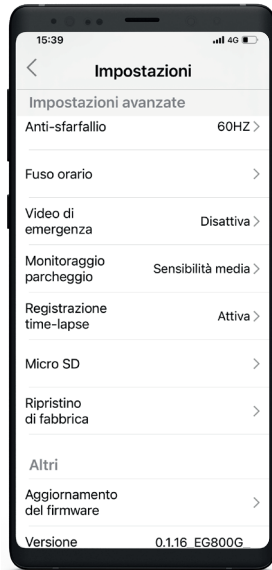 15:39
4G
Impostazioni
Impostazioni avanzate
Anti-sfarfallio 60HZ
Fuso orario
Video di
emergenza Disattiva
Monitoraggio
parcheggio Sensibilità media
Registrazione
time-lapse Attiva
Micro SD
Ripristino
di fabbrica
Altri
Aggiornamento
del firmware
Versione 0.1.16_EG800G_